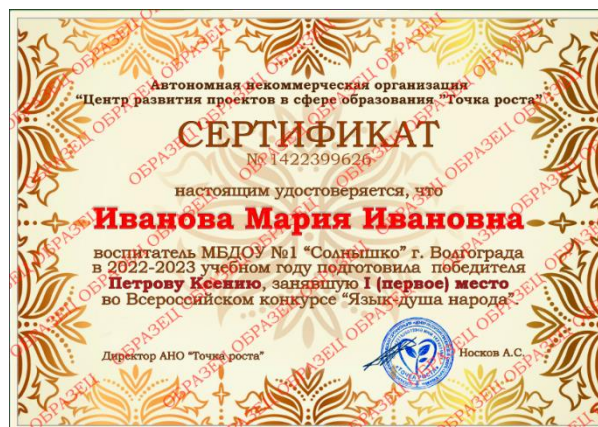 Автономная некоммерческая организация
"Центр развития проектов в сфере образования "Точка роста"
СЕРТИФИКАТ
№1422399626
настоящим удостоверяется, что
Иванова Мария Ивановна
воспитатель МБДОУ №1 "Солнышко" г. Волгограда
в 2022-2023 учебном году подготовила победителя
Петрову Ксению, занявшую I (первое) место
во Всероссийском конкурсе "Язык-душа народа"
Директор АНО "Точка роста"
Носков А.С.
ОБРАЗЕЦ ОБРАЗЕЦ ОБРАЗЕЦ